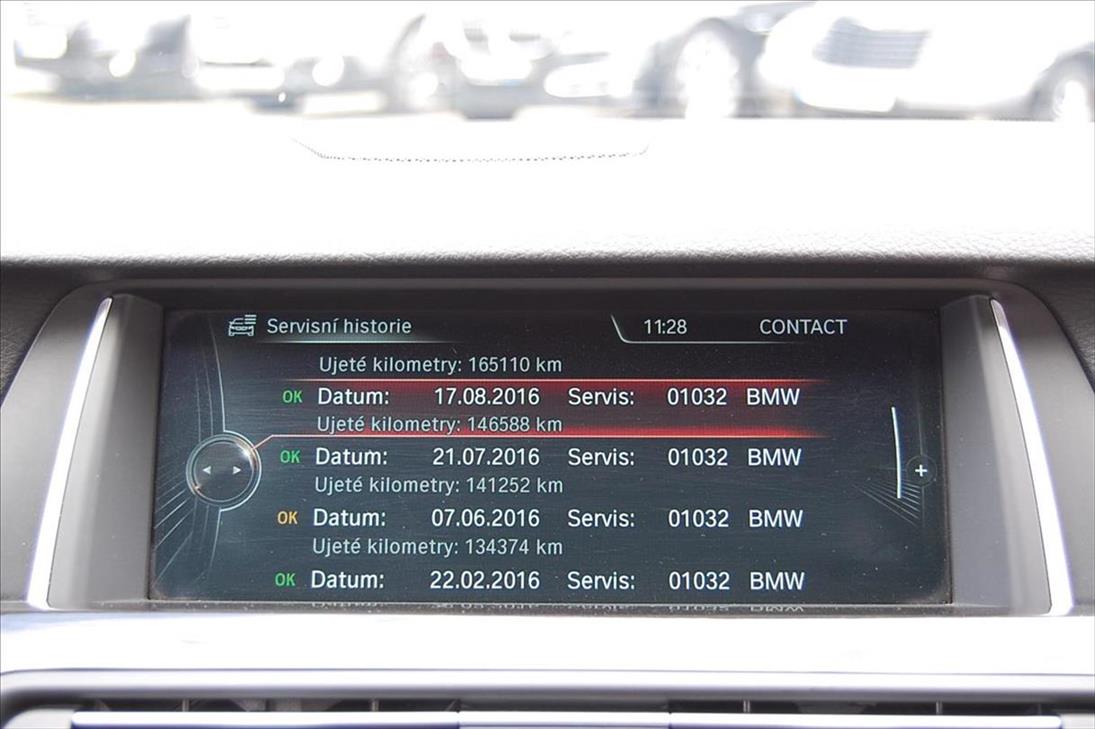 Servisní historie 11:28 CONTACT
Ujeté kilometry: 165110 km
OK Datum: 17.08.2016 Servis: 01032 BMW
Ujeté kilometry: 146588 km
OK Datum: 21.07.2016 Servis: 01032 BMW
Ujeté kilometry: 141252 km
OK Datum: 07.06.2016 Servis: 01032 BMW
Ujeté kilometry: 134374 km
OK Datum: 22.02.2016 Servis: 01032 BMW